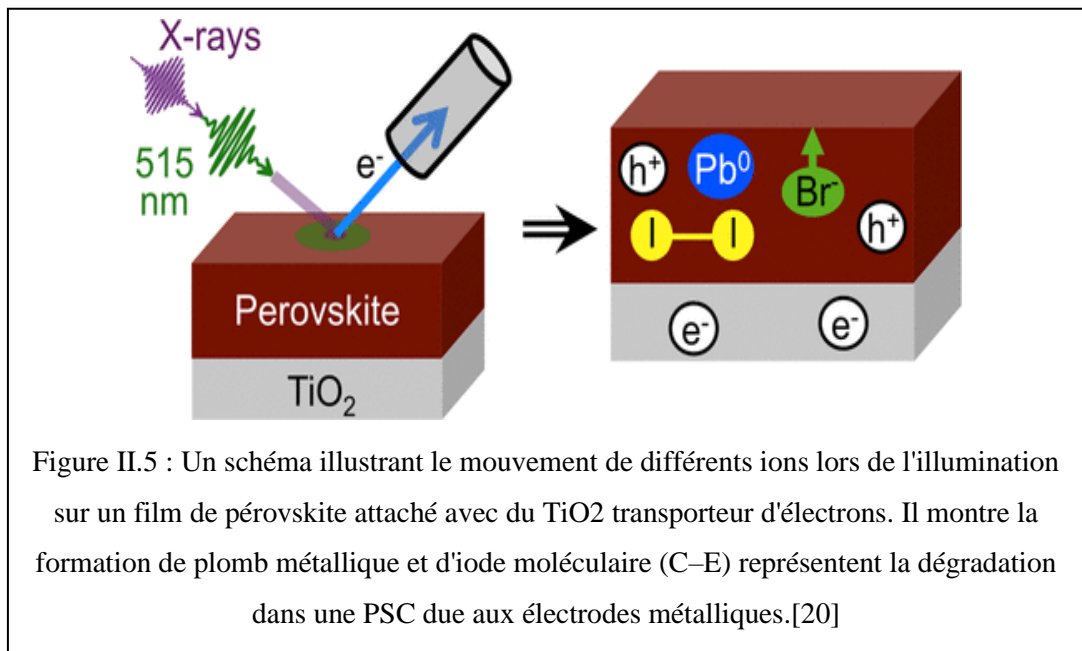 X-rays
515
nm
e-
Perovskite
TiO2
h+
Pb0
Br-
I I
h+
e- e-
Figure II.5 : Un schéma illustrant le mouvement de différents ions lors de l'illumination
sur un film de pérovskite attaché avec du TiO2 transporteur d'électrons. Il montre la
formation de plomb métallique et d'iode moléculaire (C–E) représentent la dégradation
dans une PSC due aux électrodes métalliques.[20]